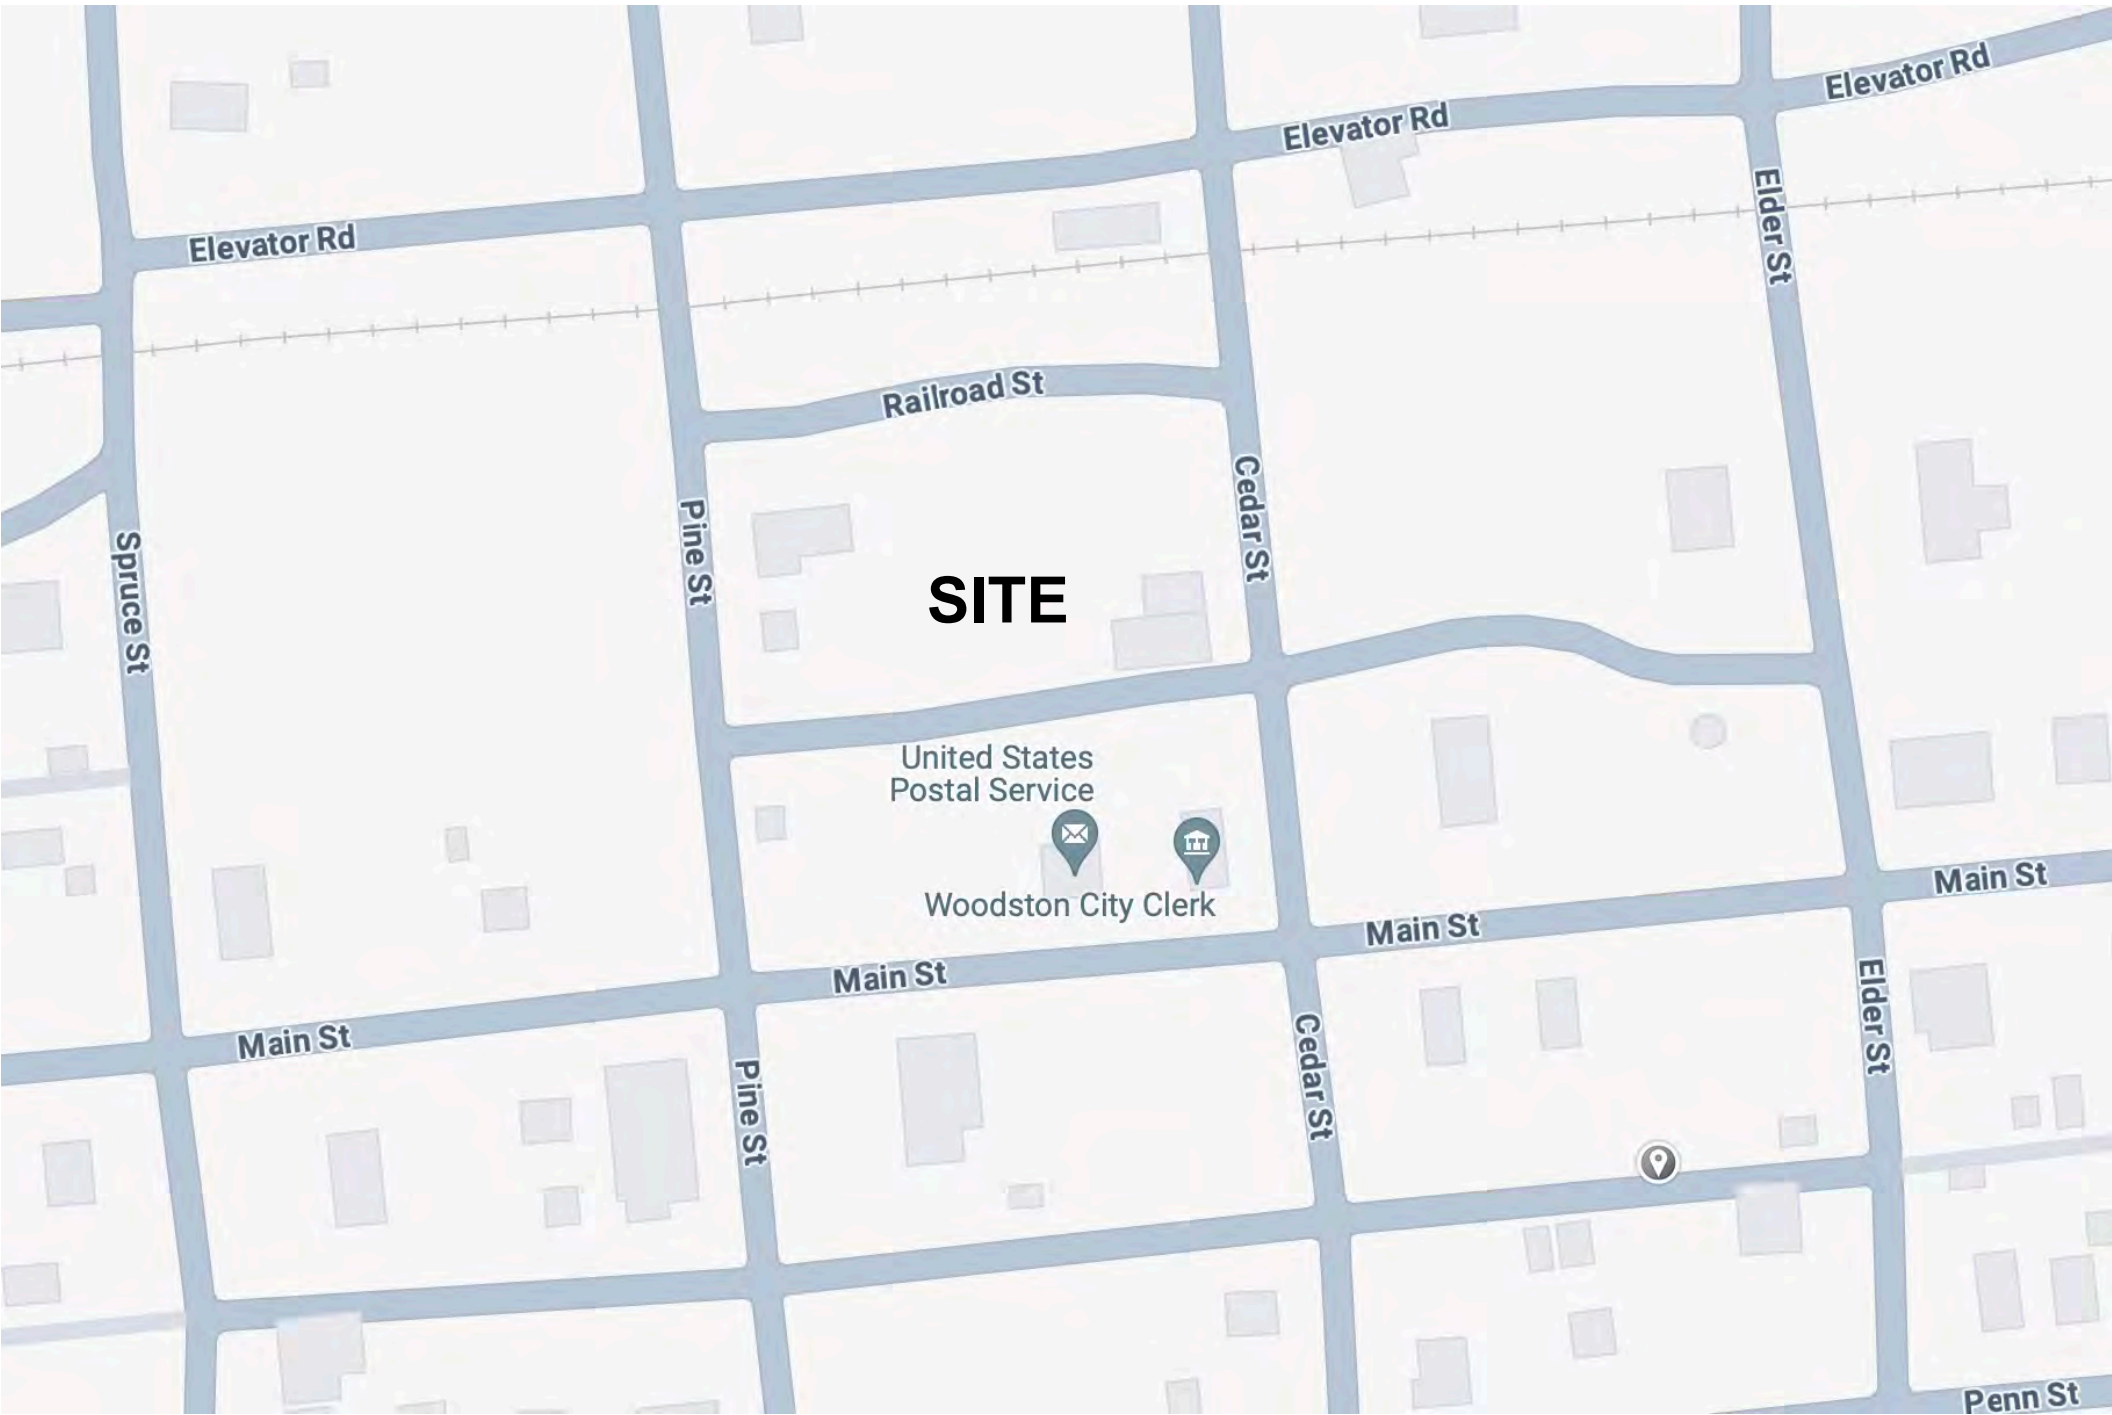 Elevator Rd
Elevator Rd
Elder St
Elevator Rd
Railroad St
Cedar St
Pine St
Spruce St
SITE
United States
Postal Service
Woodston City Clerk
Main St
Main St
Main St
Main St
Elder St
Cedar St
Pine St
Penn St